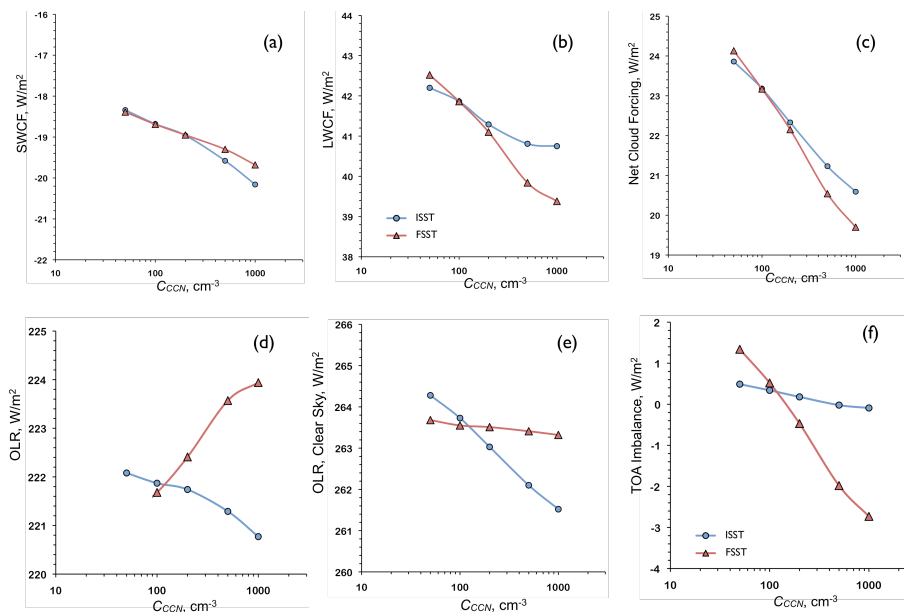 (a)
SWCF, W/m²
-16
-17
-18
-19
-20
-21
-22
10
100
1000
C_CCN, cm⁻³
(b)
LWCF, W/m²
44
43
42
41
40
39
38
ISST
FSST
10
100
1000
C_CCN, cm⁻³
(c)
Net Cloud Forcing, W/m²
25
24
23
22
21
20
19
10
100
1000
C_CCN, cm⁻³
(d)
OLR, W/m²
225
224
223
222
221
220
10
100
1000
C_CCN, cm⁻³
(e)
OLR, Clear Sky, W/m²
266
265
264
263
262
261
260
10
100
1000
C_CCN, cm⁻³
(f)
TOA Imbalance, W/m²
2
1
0
-1
-2
-3
-4
ISST
FSST
10
100
1000
C_CCN, cm⁻³